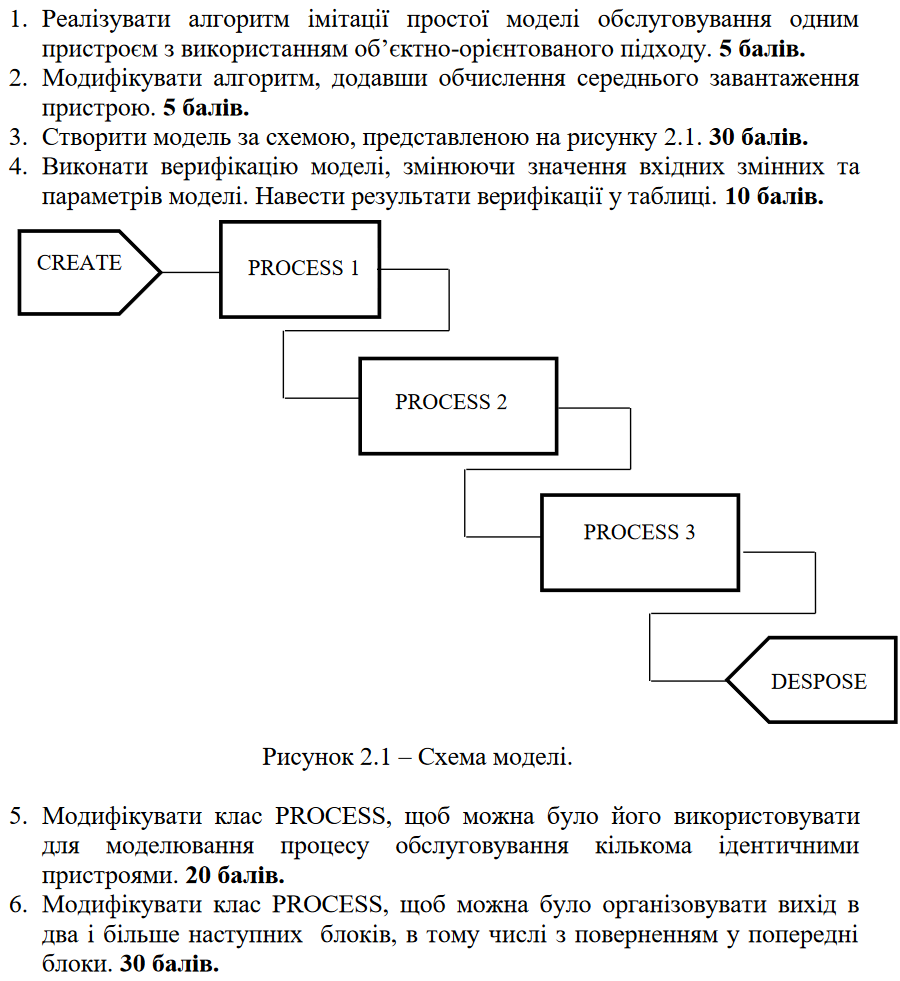 1. Реалізувати алгоритм імітації простої моделі обслуговування одним
пристроєм з використанням об’єктно-орієнтованого підходу. 5 балів.
2. Модифікувати алгоритм, додавши обчислення середнього завантаження
пристрою. 5 балів.
3. Створити модель за схемою, представленою на рисунку 2.1. 30 балів.
4. Виконати верифікацію моделі, змінюючи значення вхідних змінних та
параметрів моделі. Навести результати верифікації у таблиці. 10 балів.
CREATE
PROCESS 1
PROCESS 2
PROCESS 3
DESPOSE
Рисунок 2.1 – Схема моделі.
5. Модифікувати клас PROCESS, щоб можна було його використовувати
для моделювання процесу обслуговування кількома ідентичними
пристроями. 20 балів.
6. Модифікувати клас PROCESS, щоб можна було організовувати вихід в
два і більше наступних блоків, в тому числі з поверненням у попередні
блоки. 30 балів.